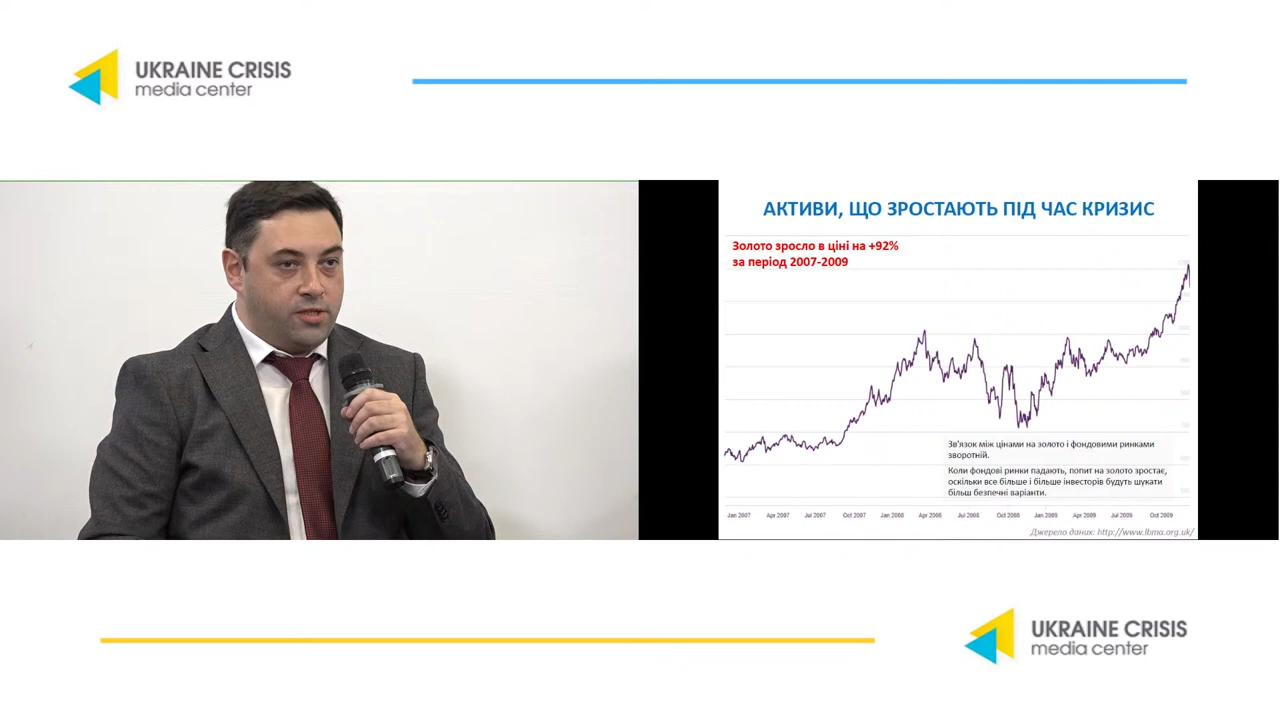 UKRAINE CRISIS
media center
АКТИВИ, ЩО ЗРОСТАЮТЬ ПІД ЧАС КРИЗИС
Золото зросло в ціні на +92%
за період 2007-2009
Зв'язок між цінами на золото і фондовими ринками
зворотній.
Коли фондові ринки падають, попит на золото зростає,
оскільки все більше і більше інвесторів будуть шукати
більш безпечні варіанти.
Jan 2007 Apr 2007 Jul 2007 Oct 2007 Jan 2008 Apr 2008 Jul 2008 Oct 2008 Jan 2009 Apr 2009 Jul 2009 Oct 2009
Джерело даних: http://www.lbma.org.uk/
UKRAINE CRISIS
media center